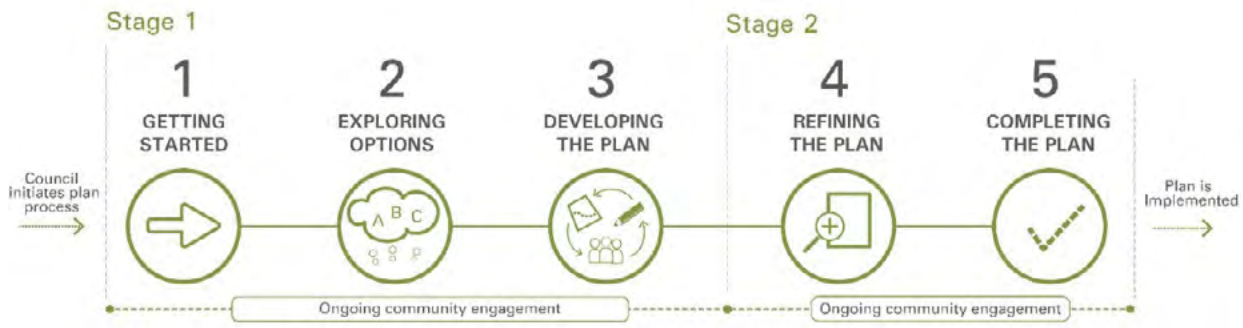 Stage 1
Stage 2
1
GETTING
STARTED
2
EXPLORING
OPTIONS
3
DEVELOPING
THE PLAN
4
REFINING
THE PLAN
5
COMPLETING
THE PLAN
Council
initiates plan
process
A B C
Plan is
Implemented
Ongoing community engagement
Ongoing community engagement